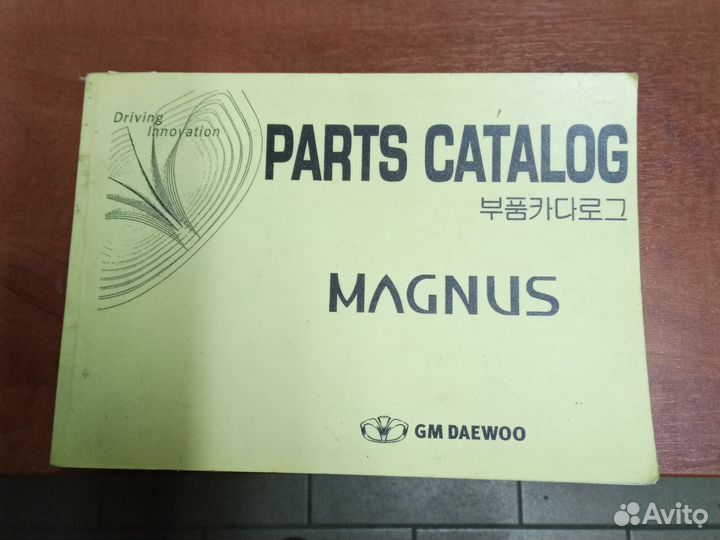 Driving
Innovation
PARTS CATALOG
부품카다로그
MAGNUS
GM DAEWOO
Avito